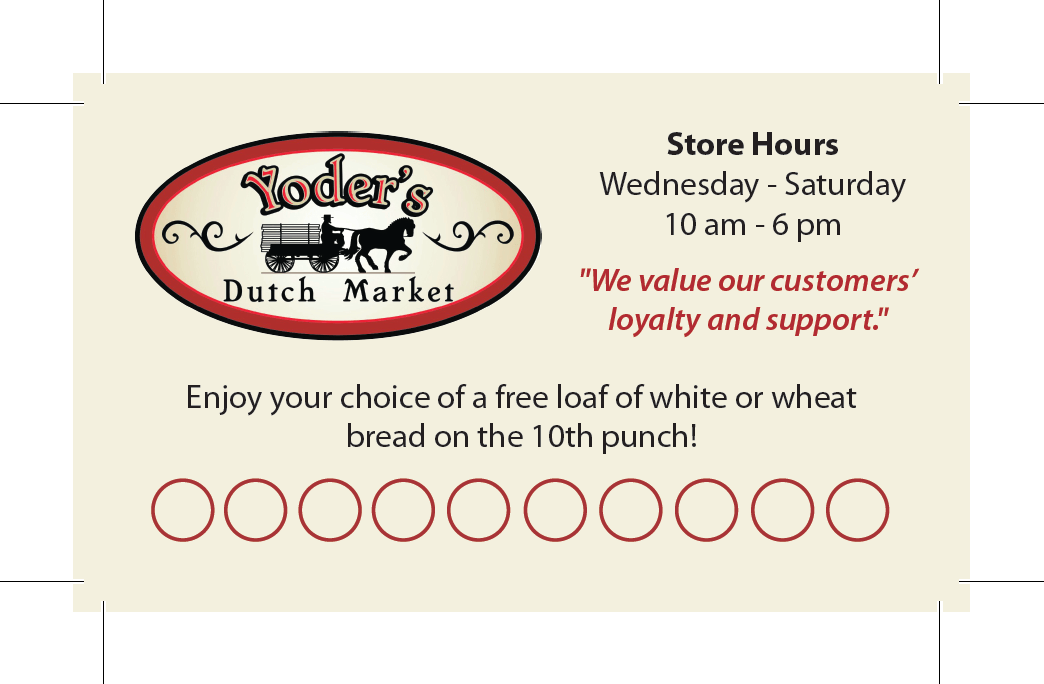 Yoder's
Dutch Market
Store Hours
Wednesday - Saturday
10 am - 6 pm
"We value our customers’
loyalty and support."
Enjoy your choice of a free loaf of white or wheat
bread on the 10th punch!